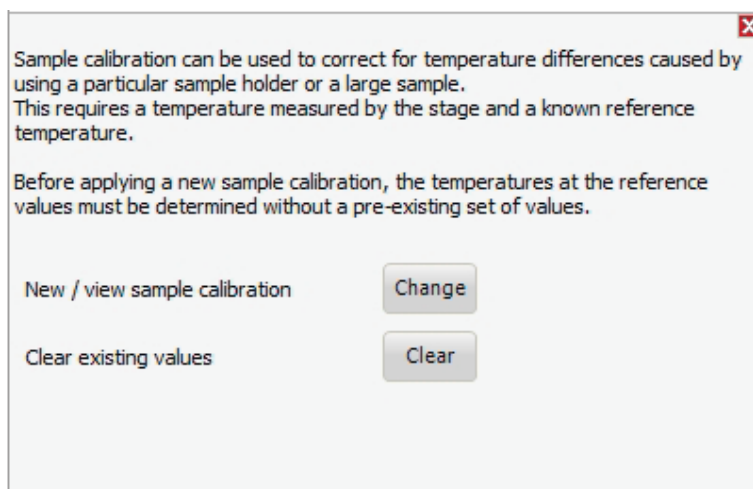 Sample calibration can be used to correct for temperature differences caused by
using a particular sample holder or a large sample.
This requires a temperature measured by the stage and a known reference
temperature.
Before applying a new sample calibration, the temperatures at the reference
values must be determined without a pre-existing set of values.
New / view sample calibration Change
Clear existing values Clear